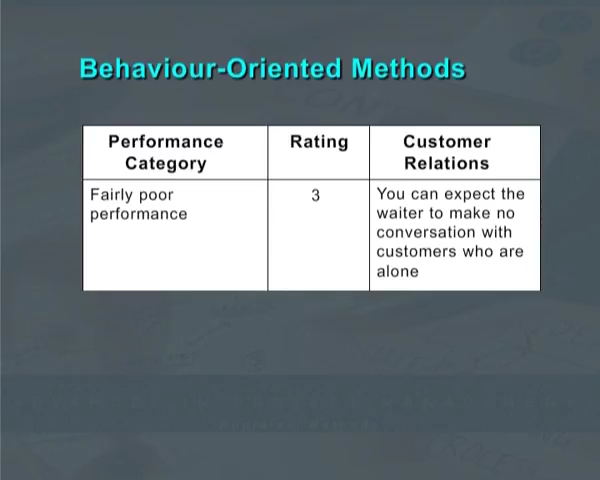 Behaviour-Oriented Methods
Performance
Category
Rating
Customer
Relations
Fairly poor
performance
3
You can expect the
waiter to make no
conversation with
customers who are
alone